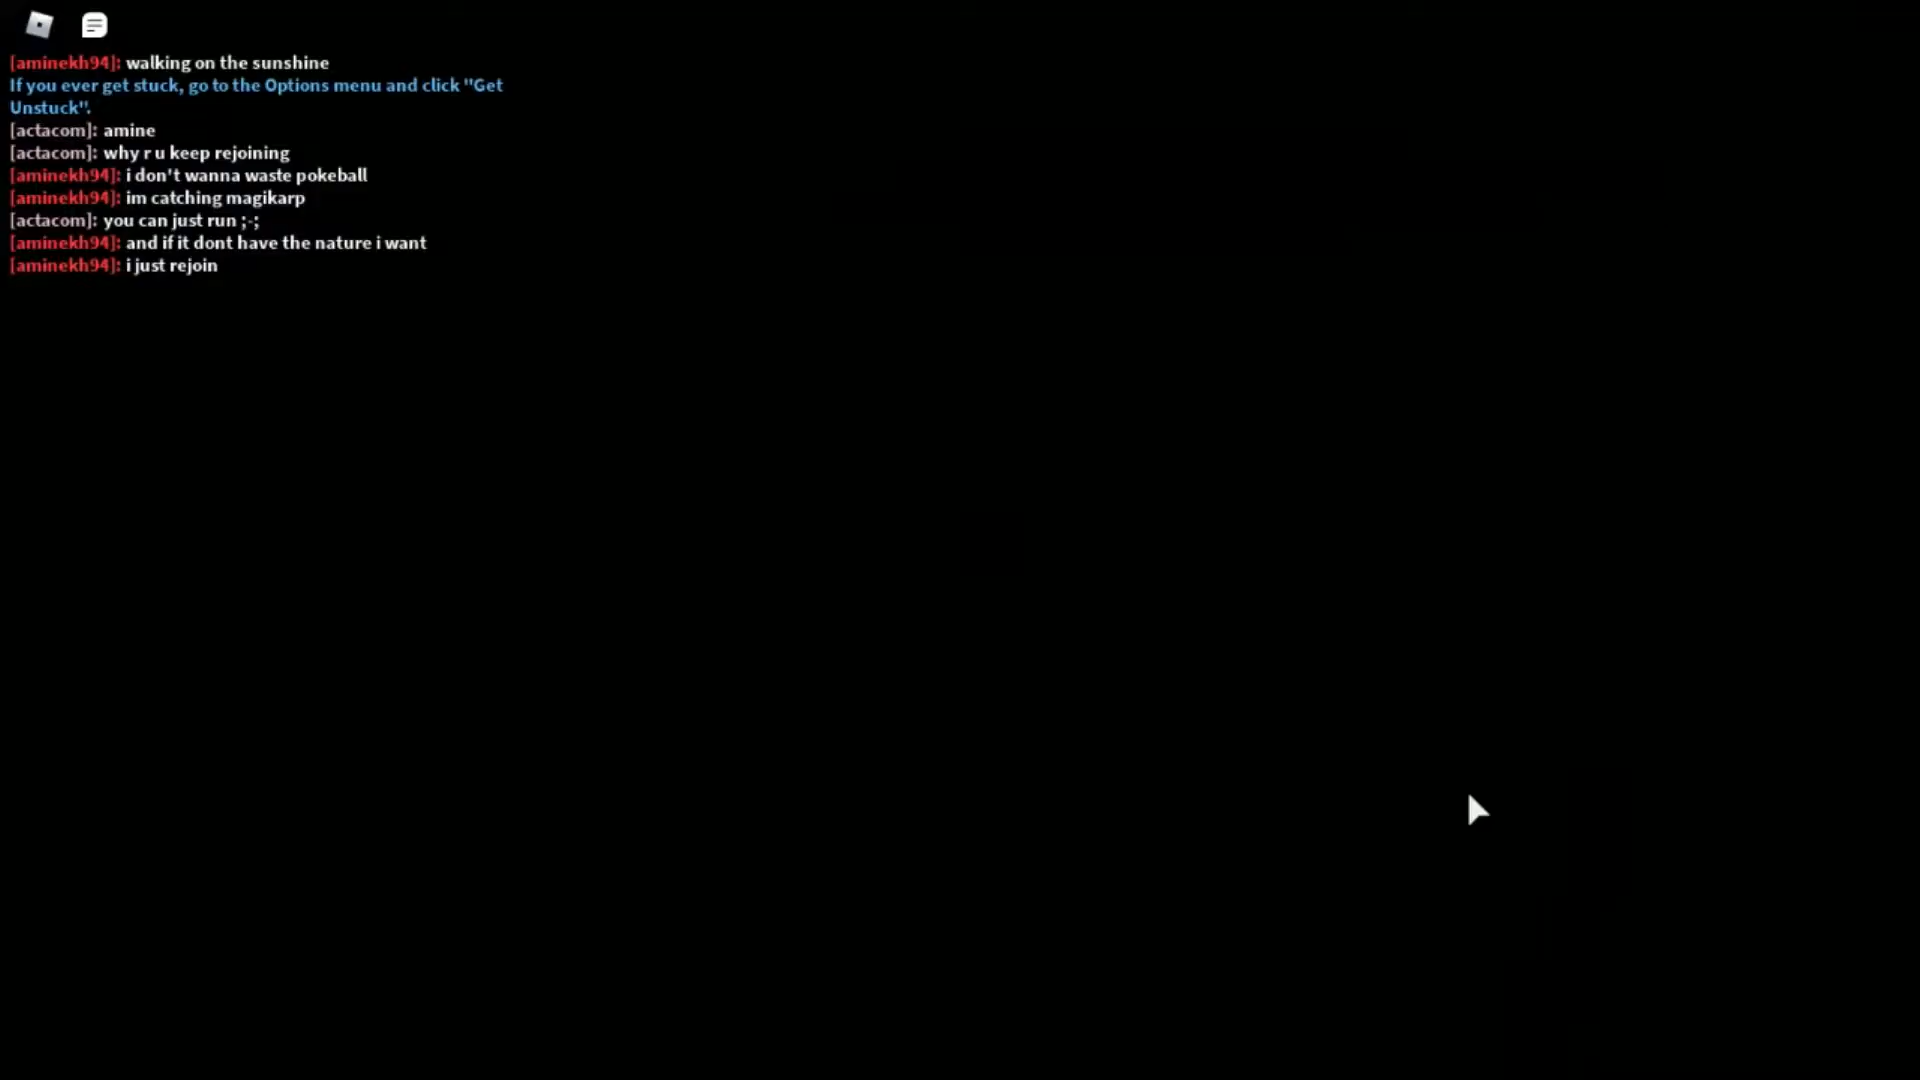 [aminekh94]: walking on the sunshine
If you ever get stuck, go to the Options menu and click "Get
Unstuck".
[actacom]: amine
[actacom]: why r u keep rejoining
[aminekh94]: i don't wanna waste pokeball
[aminekh94]: im catching magikarp
[actacom]: you can just run ;-;
[aminekh94]: and if it dont have the nature i want
[aminekh94]: i just rejoin